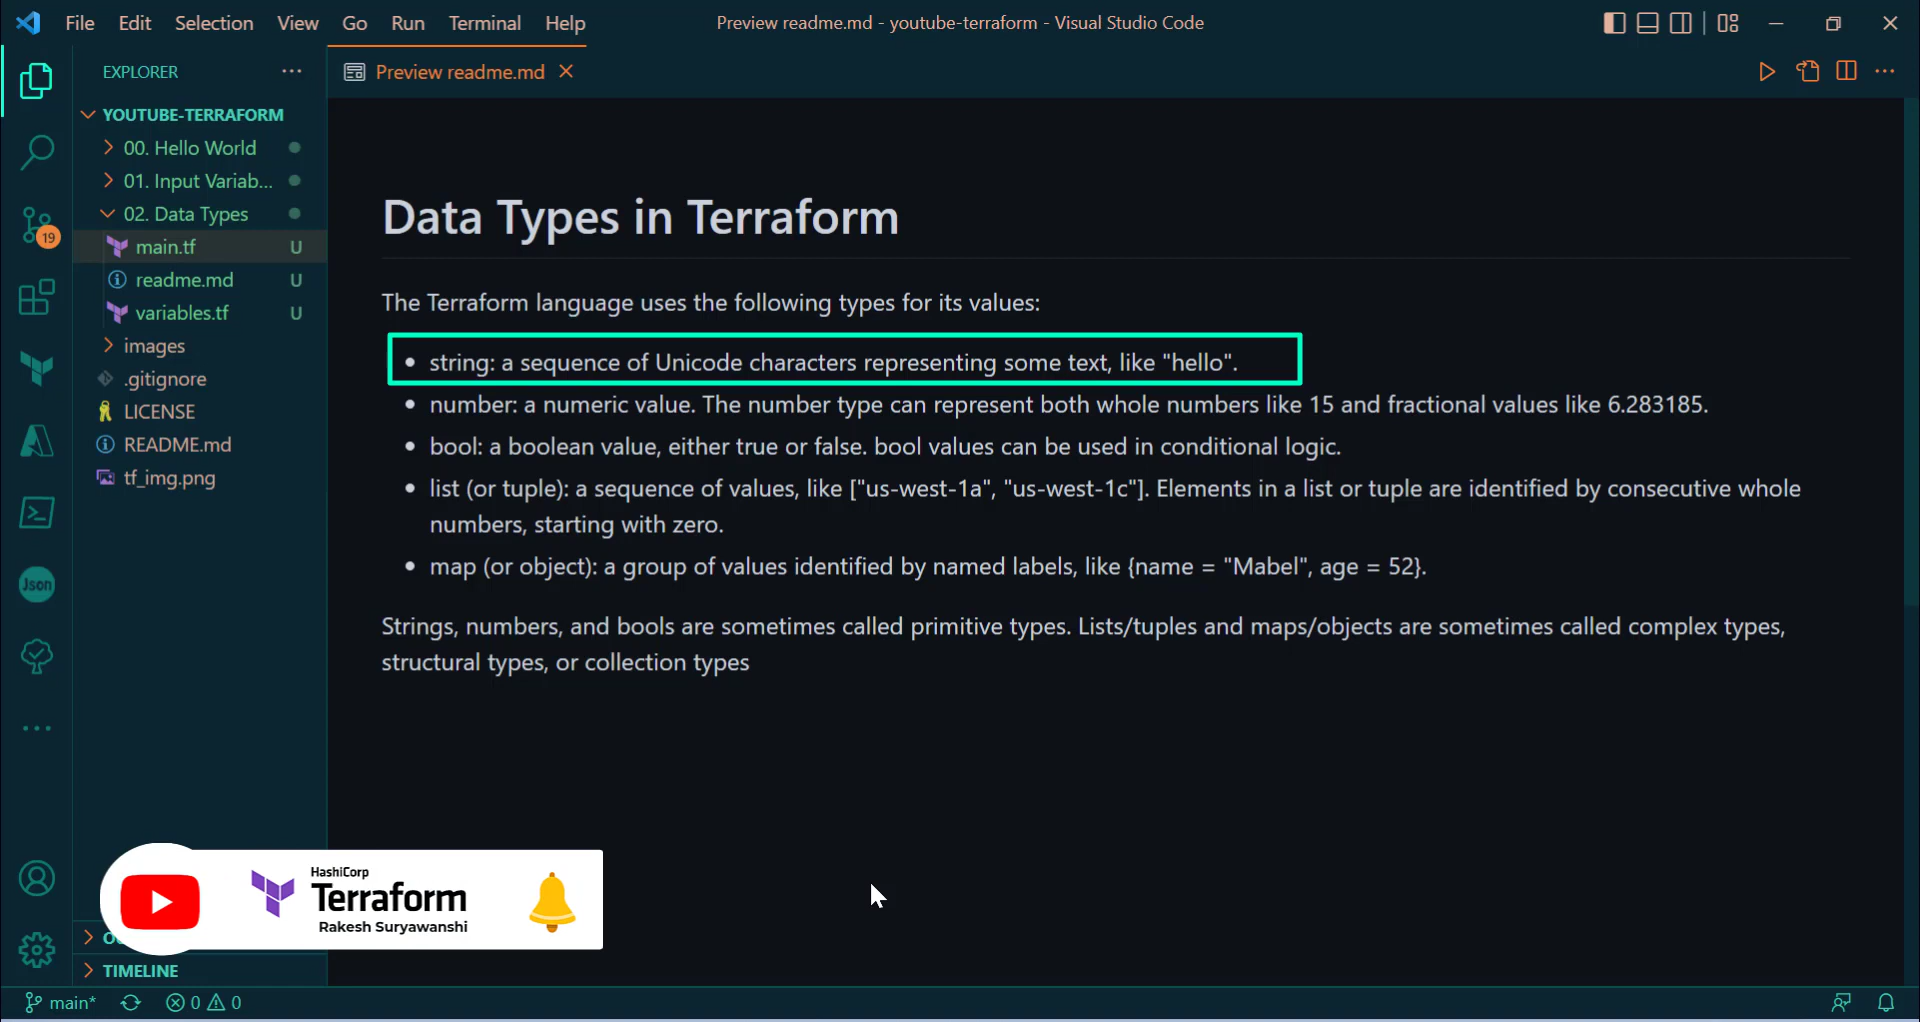 File Edit Selection View Go Run Terminal Help
Preview readme.md - youtube-terraform - Visual Studio Code
EXPLORER
YOUTUBE-TERRAFORM
00. Hello World
01. Input Variab...
02. Data Types
main.tf U
readme.md U
variables.tf U
images
.gitignore
LICENSE
README.md
tf_img.png
19
Json
TIMELINE
Preview readme.md
Data Types in Terraform
The Terraform language uses the following types for its values:
• string: a sequence of Unicode characters representing some text, like "hello".
• number: a numeric value. The number type can represent both whole numbers like 15 and fractional values like 6.283185.
• bool: a boolean value, either true or false. bool values can be used in conditional logic.
• list (or tuple): a sequence of values, like ["us-west-1a", "us-west-1c"]. Elements in a list or tuple are identified by consecutive whole
numbers, starting with zero.
• map (or object): a group of values identified by named labels, like {name = "Mabel", age = 52}.
Strings, numbers, and bools are sometimes called primitive types. Lists/tuples and maps/objects are sometimes called complex types,
structural types, or collection types
HashiCorp
Terraform
Rakesh Suryawanshi
main* 0 0